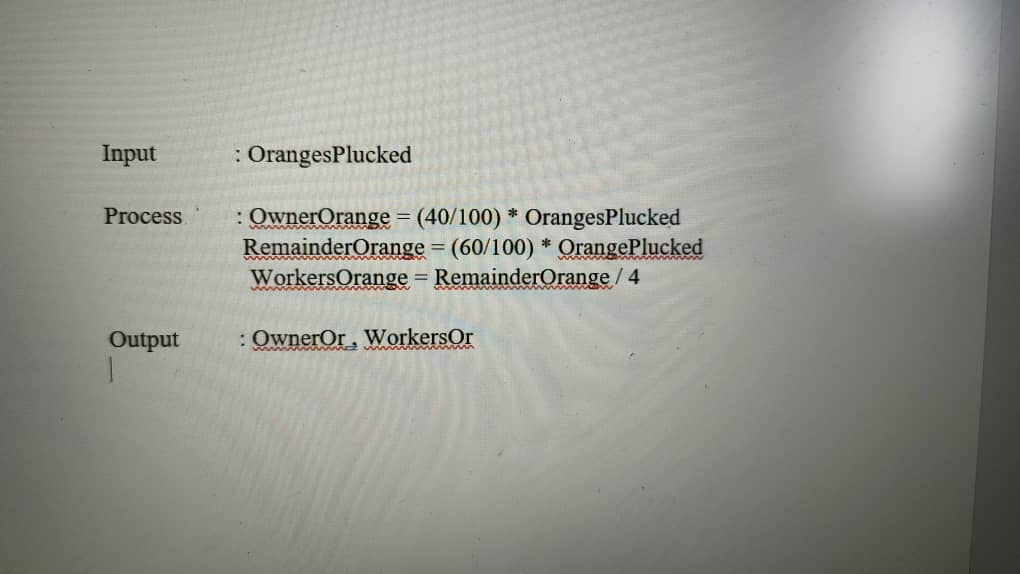 Input : OrangesPlucked
Process : OwnerOrange = (40/100) * OrangesPlucked
RemainderOrange = (60/100) * OrangePlucked
WorkersOrange = RemainderOrange / 4
Output : OwnerOr, WorkersOr